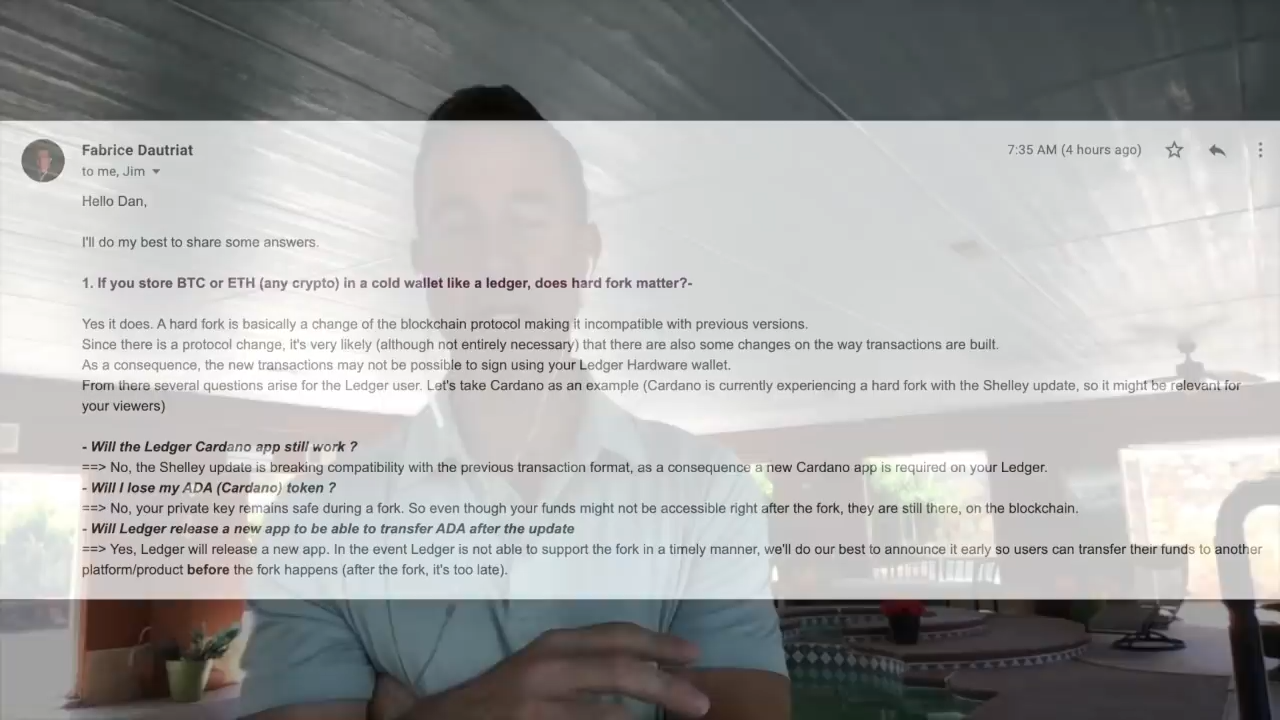 Fabrice Dautriat
7:35 AM (4 hours ago)
to me, Jim
Hello Dan,
I'll do my best to share some answers.
1. If you store BTC or ETH (any crypto) in a cold wallet like a ledger, does hard fork matter?-
Yes it does. A hard fork is basically a change of the blockchain protocol making it incompatible with previous versions.
Since there is a protocol change, it's very likely (although not entirely necessary) that there are also some changes on the way transactions are built.
As a consequence, the new transactions may not be possible to sign using your Ledger Hardware wallet.
From there several questions arise for the Ledger user. Let's take Cardano as an example (Cardano is currently experiencing a hard fork with the Shelley update, so it might be relevant for
your viewers)
- Will the Ledger Cardano app still work ?
==> No, the Shelley update is breaking compatibility with the previous transaction format, as a consequence a new Cardano app is required on your Ledger.
- Will I lose my ADA (Cardano) token ?
==> No, your private key remains safe during a fork. So even though your funds might not be accessible right after the fork, they are still there, on the blockchain.
- Will Ledger release a new app to be able to transfer ADA after the update
==> Yes, Ledger will release a new app. In the event Ledger is not able to support the fork in a timely manner, we'll do our best to announce it early so users can transfer their funds to another
platform/product before the fork happens (after the fork, it's too late).